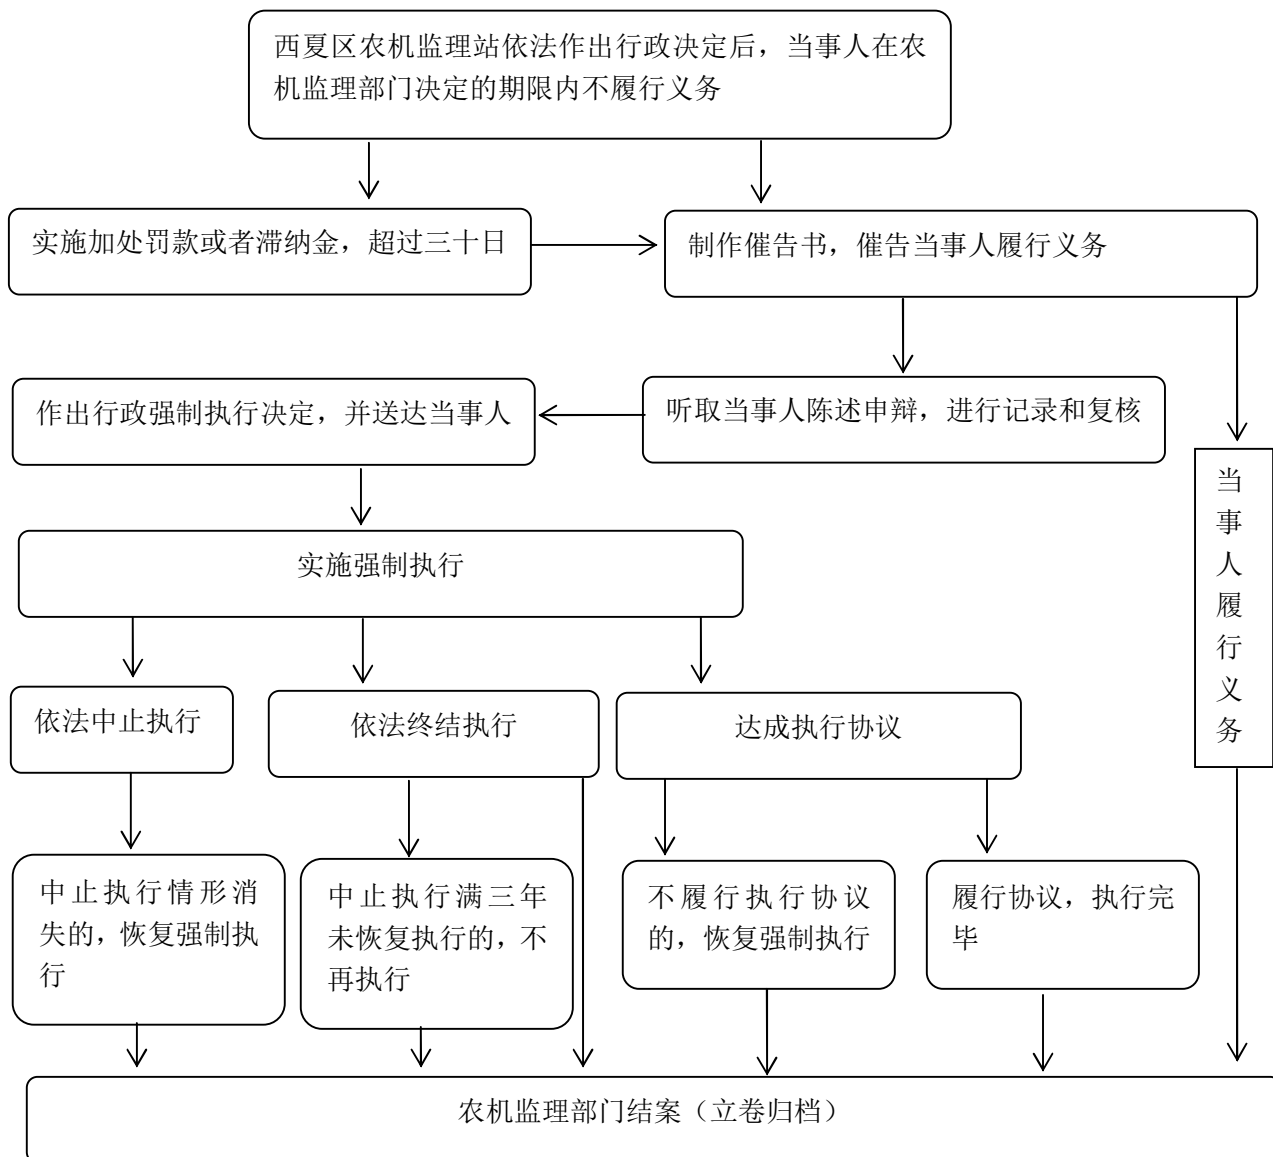 西夏区农机监理站依法作出行政决定后，当事人在农
机监理部门决定的期限内不履行义务
实施加处罚款或者滞纳金，超过三十日
制作催告书，催告当事人履行义务
作出行政强制执行决定，并送达当事人
听取当事人陈述申辩，进行记录和复核
当事人履行义务
实施强制执行
依法中止执行
依法终结执行
达成执行协议
中止执行情形消
失的，恢复强制执
行
中止执行满三年
未恢复执行的，不
再执行
不履行执行协议
的，恢复强制执行
履行协议，执行完
毕
农机监理部门结案（立卷归档）